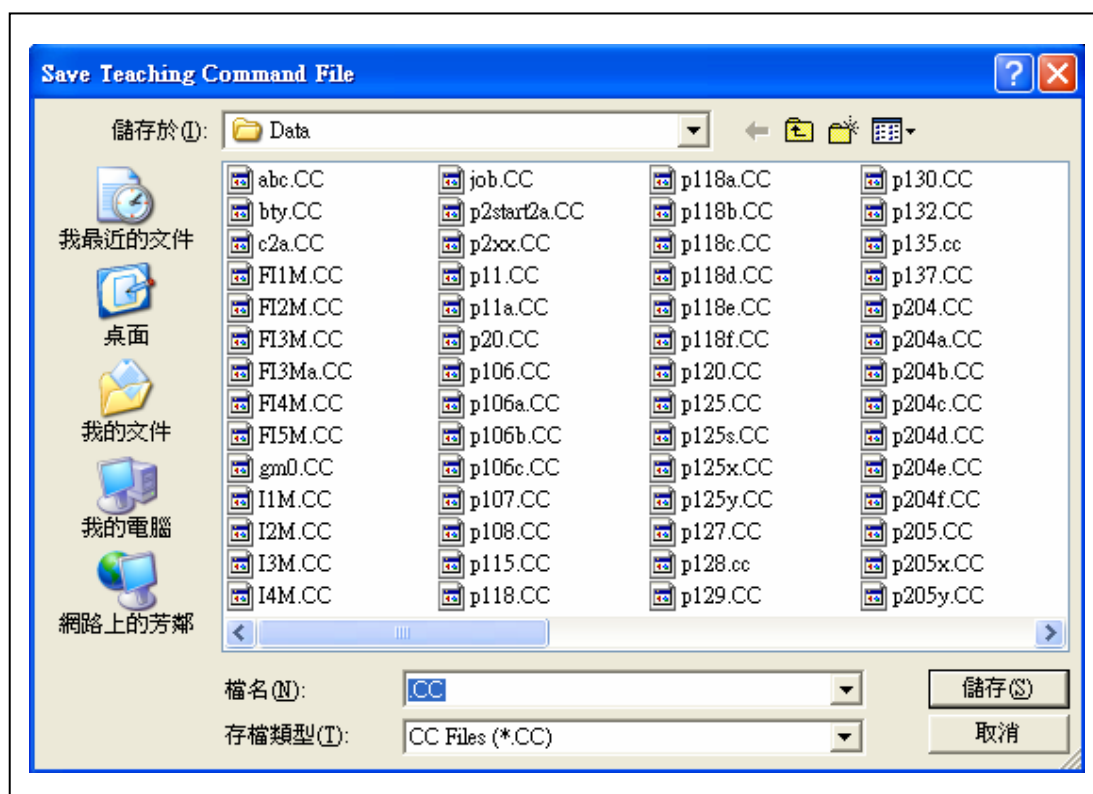 Save Teaching Command File
儲存於(I):
Data
我最近的文件
桌面
我的文件
我的電腦
網路上的芳鄰
abc.CC
bty.CC
c2a.CC
FI1M.CC
FI2M.CC
FI3M.CC
FI3Ma.CC
FI4M.CC
FI5M.CC
gm0.CC
I1M.CC
I2M.CC
I3M.CC
I4M.CC
job.CC
p2start2a.CC
p2xx.CC
p11.CC
p11a.CC
p20.CC
p106.CC
p106a.CC
p106b.CC
p106c.CC
p107.CC
p108.CC
p115.CC
p118.CC
p118a.CC
p118b.CC
p118c.CC
p118d.CC
p118e.CC
p118f.CC
p120.CC
p125.CC
p125s.CC
p125x.CC
p125y.CC
p127.CC
p128.cc
p129.CC
p130.CC
p132.CC
p135.cc
p137.CC
p204.CC
p204a.CC
p204b.CC
p204c.CC
p204d.CC
p204e.CC
p204f.CC
p205.CC
p205x.CC
p205y.CC
檔名(N):
.CC
儲存(S)
存檔類型(T):
CC Files (*.CC)
取消